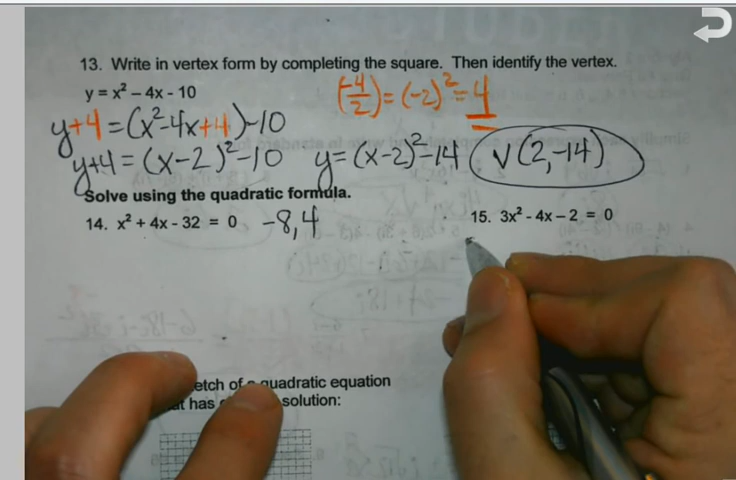 13. Write in vertex form by completing the square. Then identify the vertex.
y = x² – 4x - 10
(-4/2) = (-2)² = 4
y+4 = (x²-4x+4)-10
y+4 = (x-2)²-10 y = (x-2)²-14 V(2,-14)
Solve using the quadratic formula.
14. x² + 4x - 32 = 0 -8,4
15. 3x² - 4x – 2 = 0
etch of a quadratic equation
has
solution: